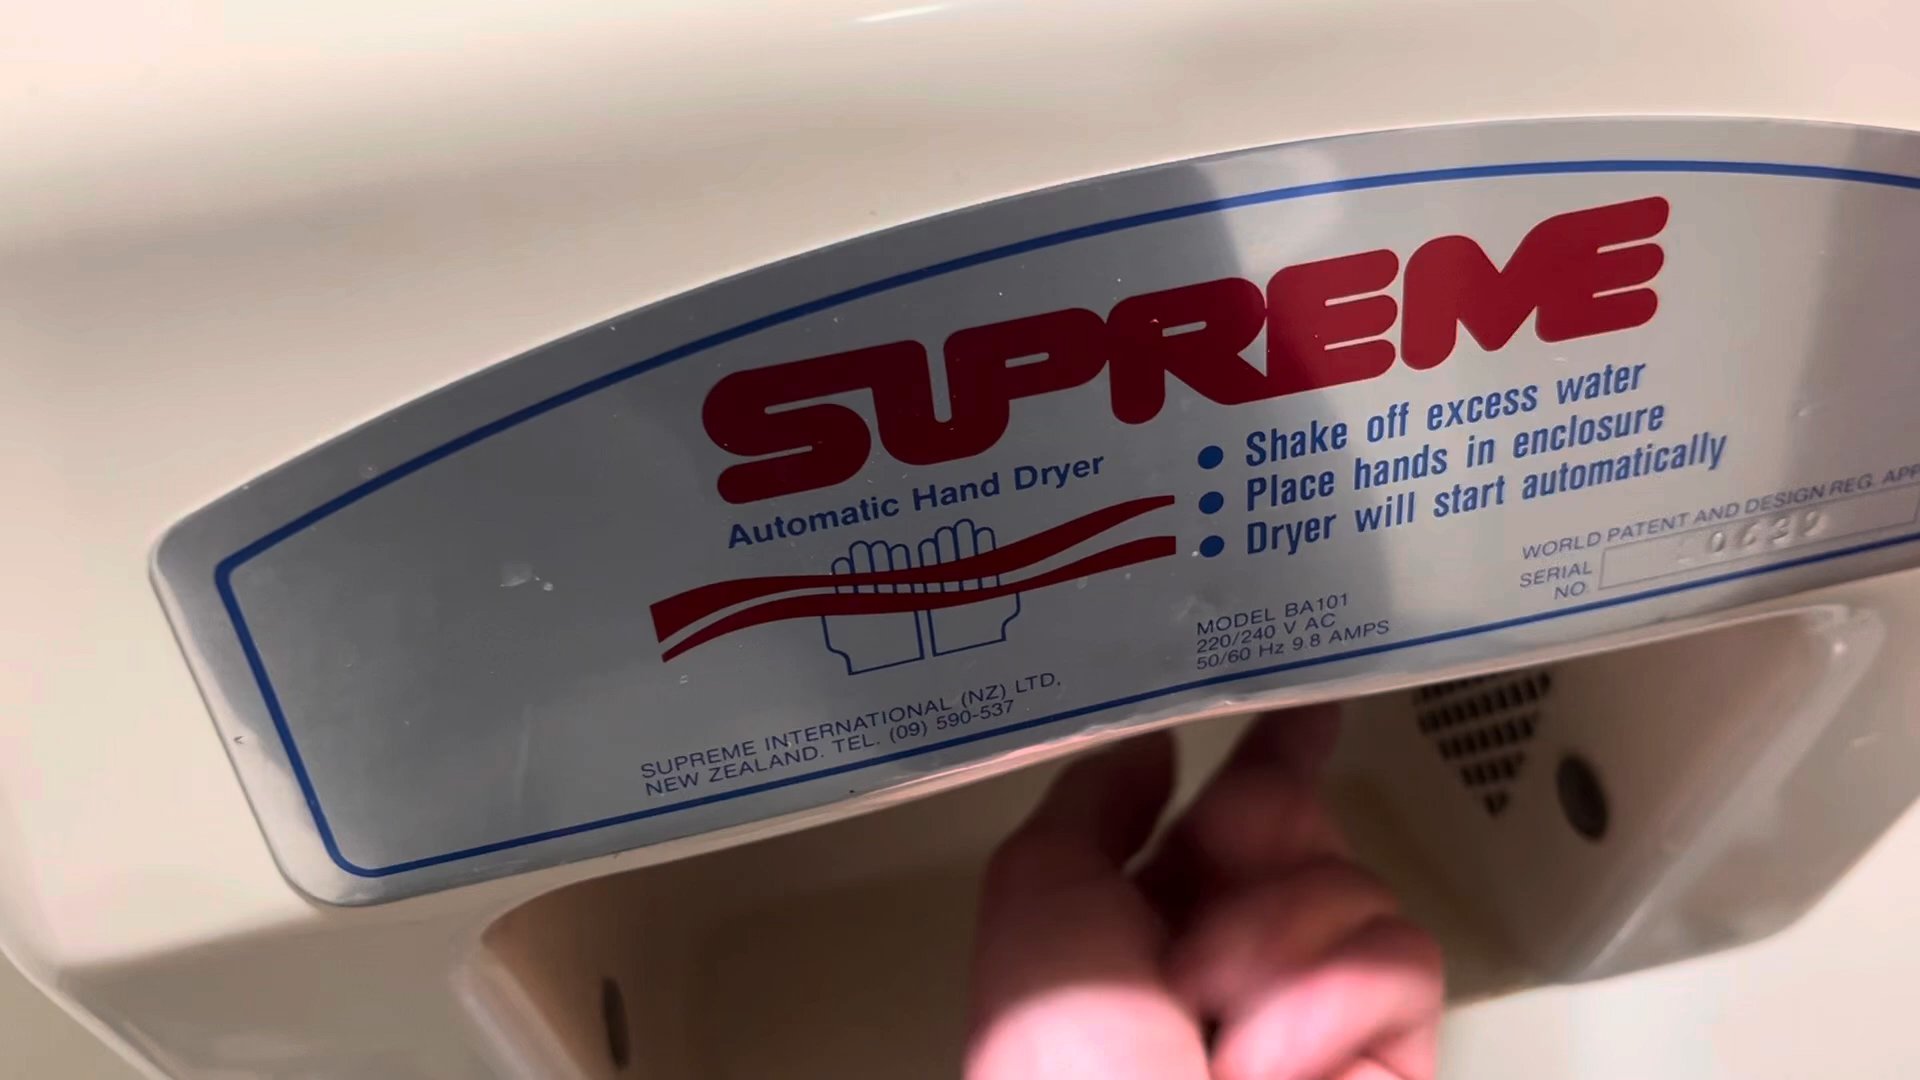 SUPREME
Automatic Hand Dryer
● Shake off excess water
● Place hands in enclosure
● Dryer will start automatically
WORLD PATENT AND DESIGN REG. APP
SERIAL
NO.
MODEL BA101
220/240 V AC
50/60 Hz 9.8 AMPS
SUPREME INTERNATIONAL (NZ) LTD,
NEW ZEALAND. TEL. (09) 590-537